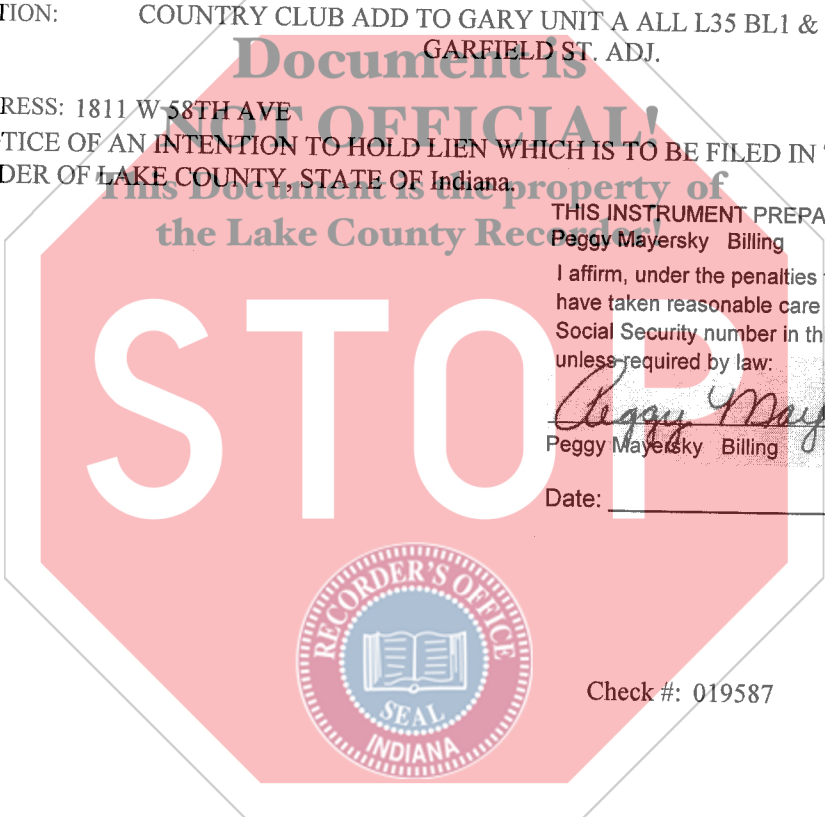 TION: COUNTRY CLUB ADD TO GARY UNIT A ALL L35 BL1 &
GARFIELD ST. ADJ.
Document is
RESS: 1811 W 58TH AVE
NOT OFFICIAL!
TICE OF AN INTENTION TO HOLD LIEN WHICH IS TO BE FILED IN
DER OF LAKE COUNTY, STATE OF Indiana.
This Document is the property of
the Lake County Recorder!
THIS INSTRUMENT PREPA
Peggy Mayersky Billing
I affirm, under the penalties
have taken reasonable care
Social Security number in th
unless required by law:
STOP
Peggy May
Peggy Mayersky Billing
Date:
RECORDER'S OFFICE
SEAL
INDIANA
Check #: 019587